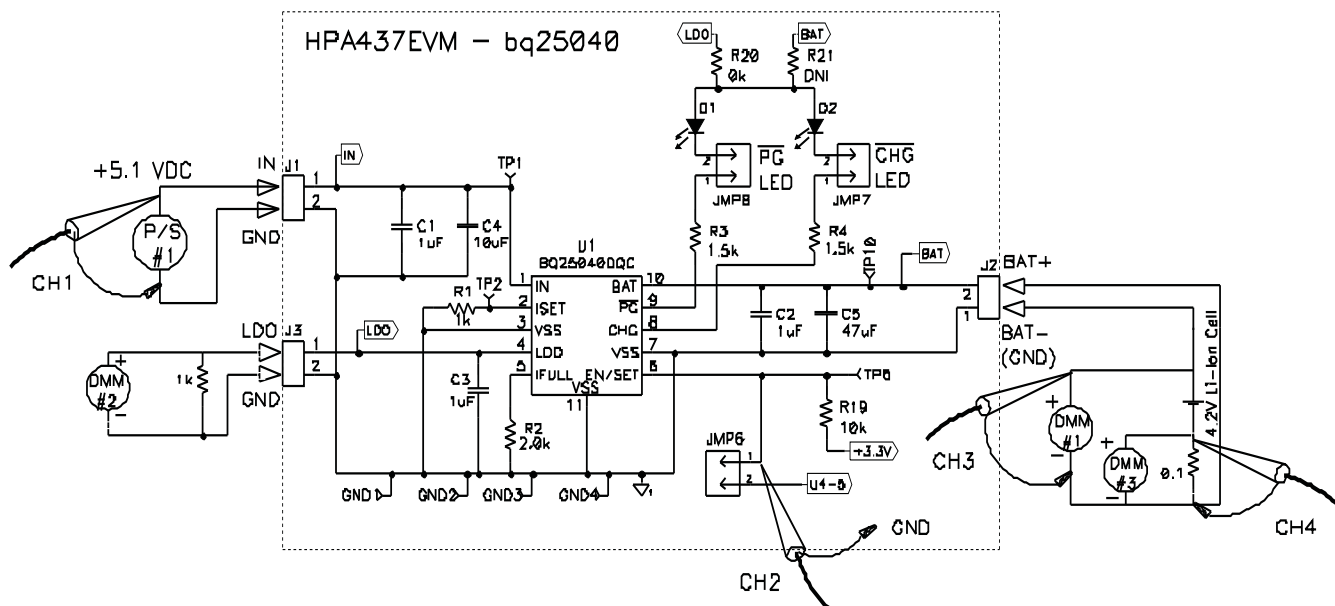 HPA437EVM - bq25040
LDO
BAT
R20
0k
R21
DNI
D1
D2
2
1
PG
LED
JMP8
2
1
CHG
LED
JMP7
R3
1.5k
R4
1.5k
+5.1 VDC
IN
J1
1
2
IN
TP1
GND
P/S
#1
CH1
C1
1uF
C4
10uF
U1
BQ25040DQC
1
IN
2
ISET
3
VSS
4
LDO
5
IFULL
VSS
11
BAT
10
PG
9
CHG
8
VSS
7
EN/SET
6
TP2
R1
1k
TP10
BAT
J2
2
1
BAT+
BAT-
(GND)
C2
1uF
C5
47uF
LDO
J3
1
2
LDO
GND
DMM
#2
+
-
1k
C3
1uF
R2
2.0k
R19
10k
+3.3V
JMP6
1
2
U4-5
GND1
GND2
GND3
GND4
1
GND
CH2
CH3
+
DMM
#1
-
+
DMM
#3
-
4.2V Li-Ion Cell
0.1
CH4